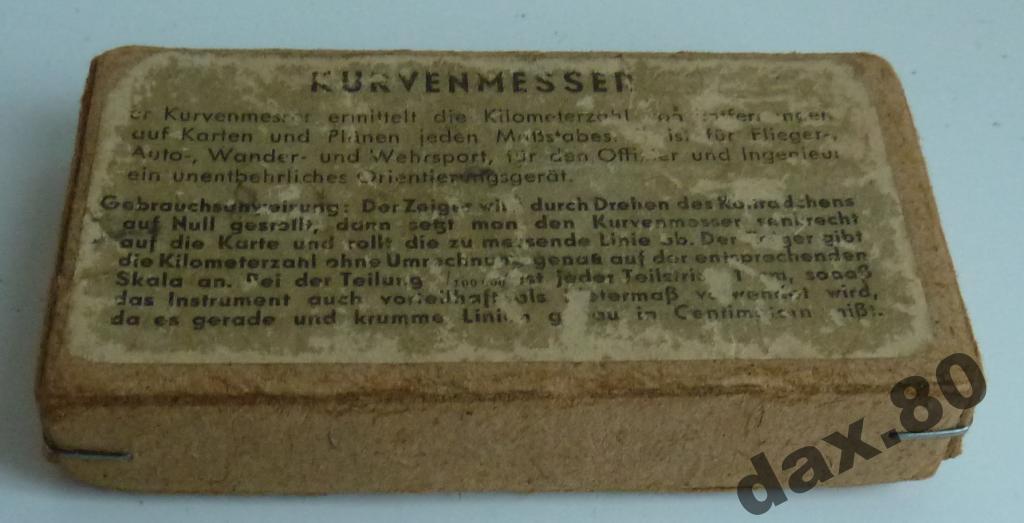 KURVENMESSER
er Kurvenmesser ermittelt die Kilometerzahl von
auf Karten und Plänen jeden Maßstabes. ist für Flieger-,
Auto-, Wander- und Wehrsport, für den Offizier und Ingenieur
ein unentbehrliches Orientierungsgerät.
Gebrauchsanweisung: Der Zeiger wird durch Drehen des
auf Null gestellt, dann setzt man den Kurvenmesser senkrecht
auf die Karte und rollt die zu messende Linie ab. Der Zeiger gibt
die Kilometerzahl ohne Umrechnung genau auf der entsprechenden
Skala an. Bei der Teilung ist jeder Teilstrich 1 cm, sodaß
das Instrument auch vorteilhaft als verwendet wird,
da es gerade und krumme Linien genau in Centimetern mißt.
dax.80